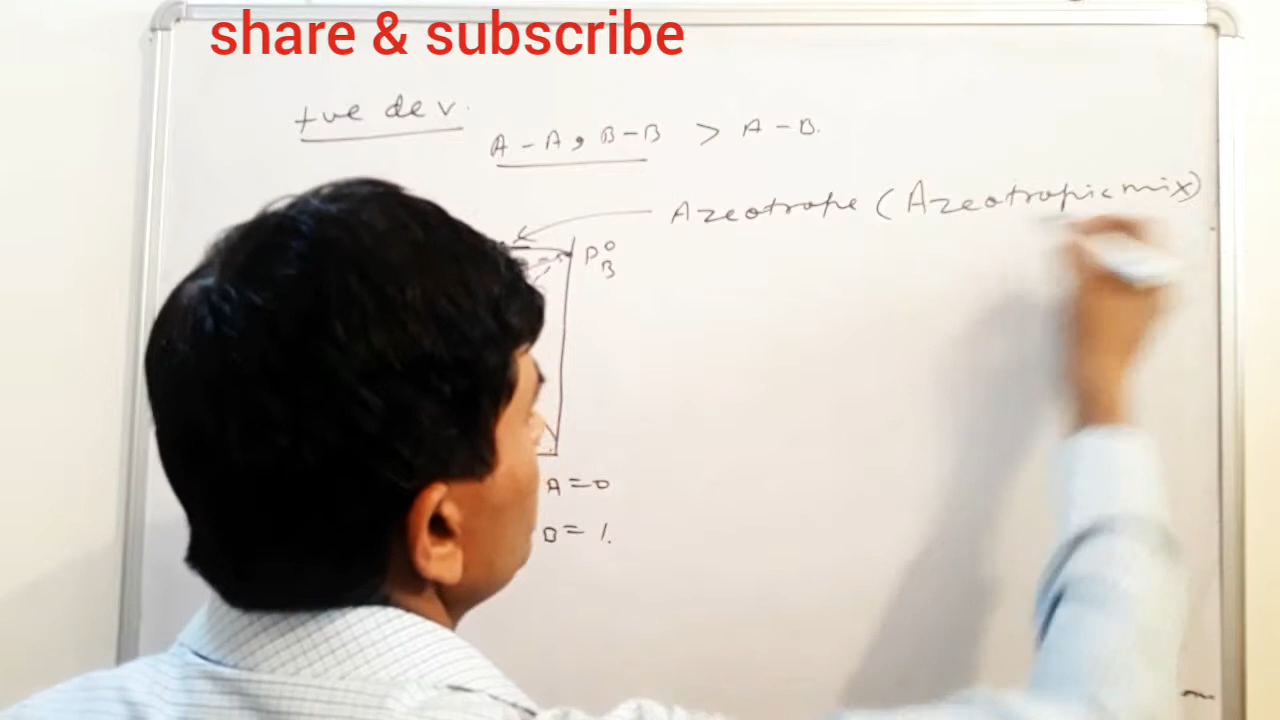 share & subscribe
+ve dev.
A - A, B - B > A - B.
Azeotrope (Azeotropic mix)
P°B
A = 0
B = 1.